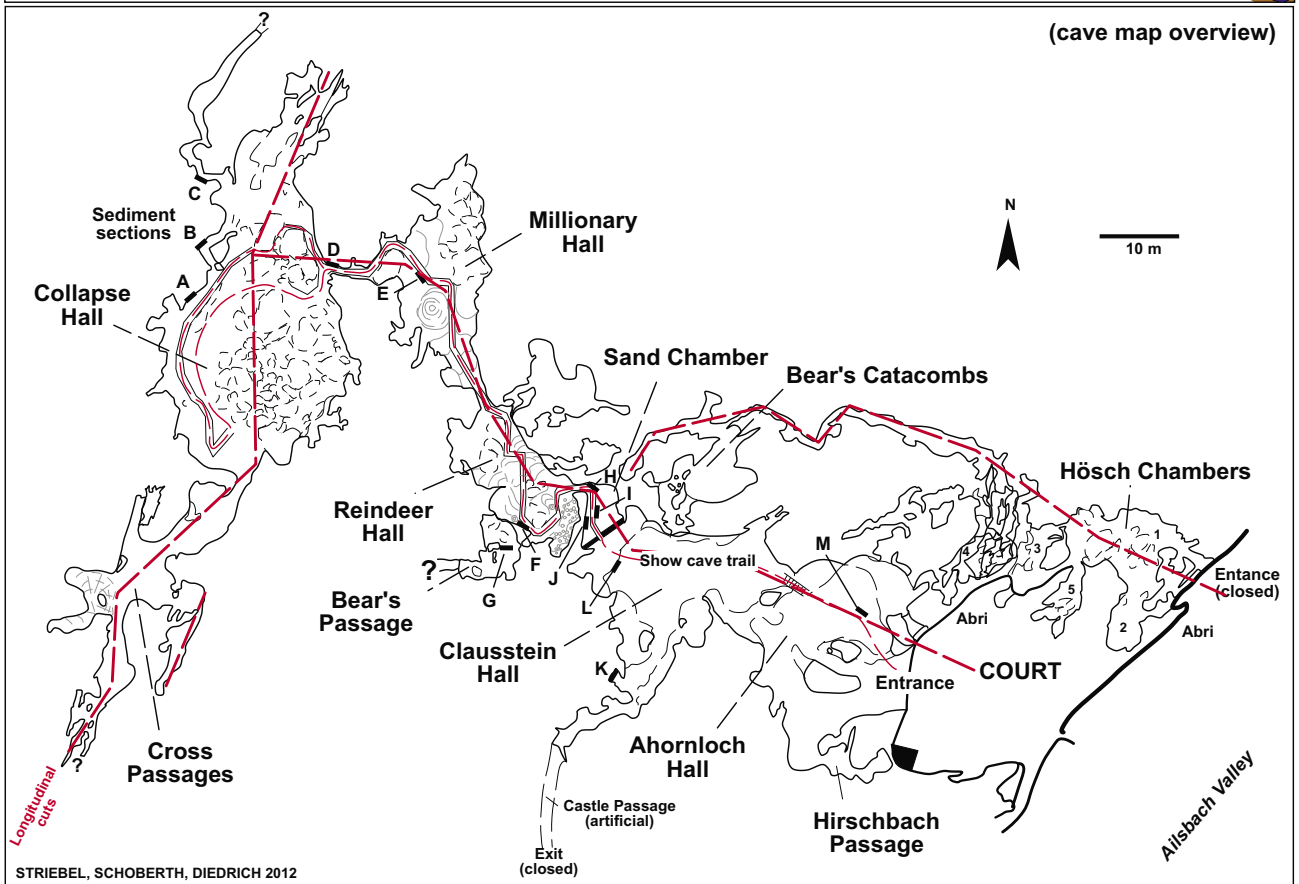 (cave map overview)
?
C
Sediment
sections
B
A
D
E
Millionary
Hall
N
10 m
Collapse
Hall
Sand Chamber
Bear's Catacombs
Hösch Chambers
Reindeer
Hall
H
I
F
J
G
L
?
Bear's
Passage
Show cave trail
M
4
3
1
5
2
Entance
(closed)
Abri
Abri
Clausstein
Hall
K
Entrance
COURT
Cross
Passages
?
Longitudinal
cuts
Ahornloch
Hall
Castle Passage
(artificial)
Exit
(closed)
Hirschbach
Passage
Ailsbach Valley
STRIEBEL, SCHOBERTH, DIEDRICH 2012